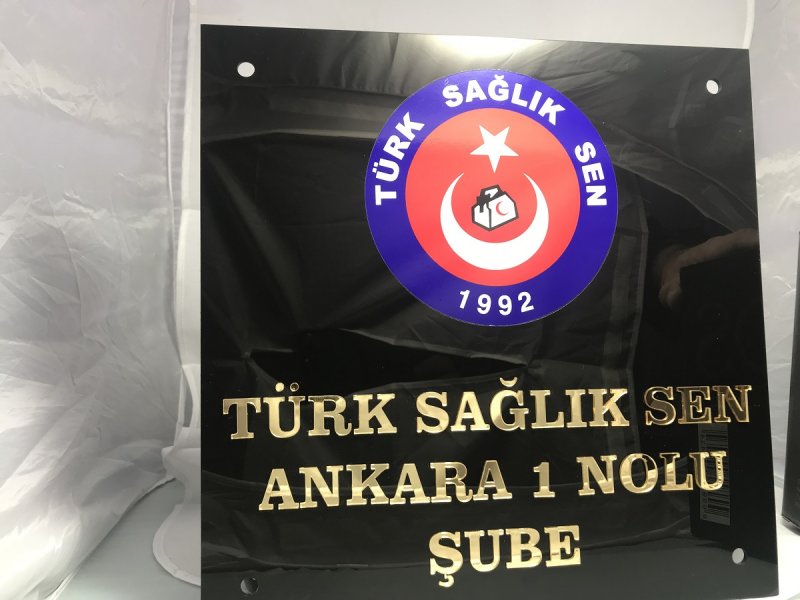 TÜRK SAĞLIK SEN
1992
TÜRK SAĞLIK SEN
ANKARA 1 NOLU
ŞUBE